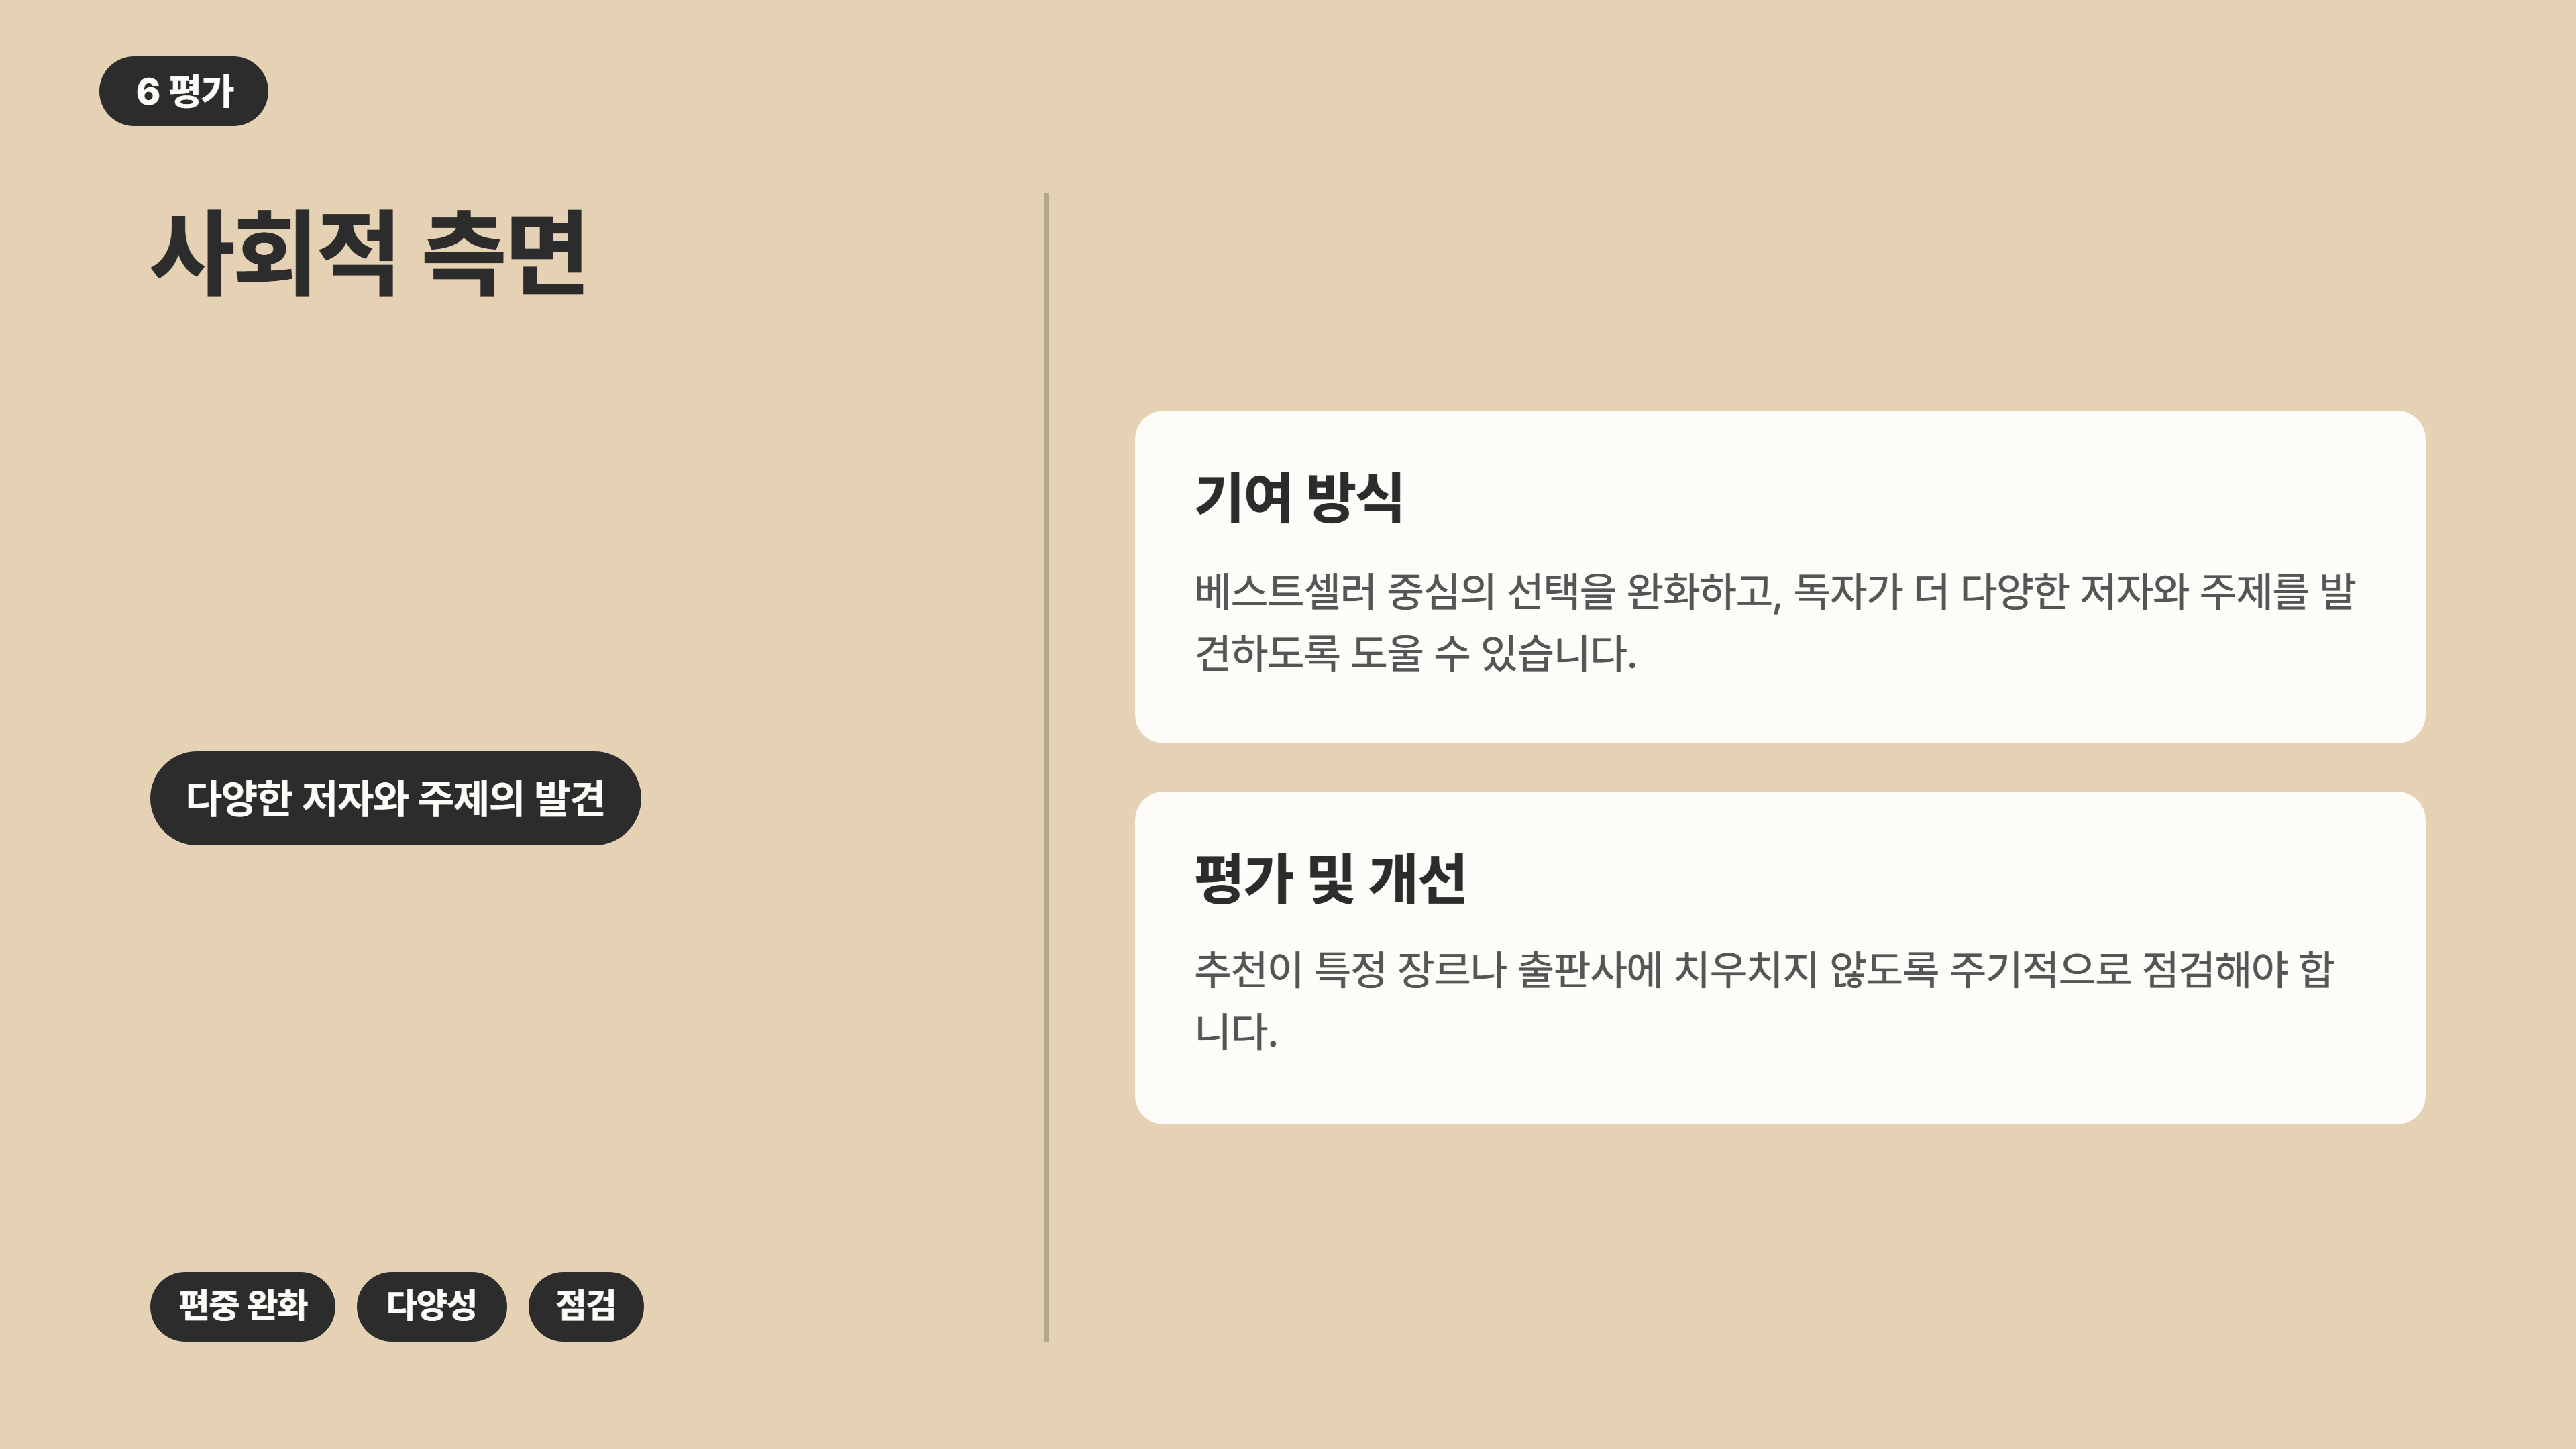 6 평가
사회적 측면
다양한 저자와 주제의 발견
편중 완화
다양성
점검
기여 방식
베스트셀러 중심의 선택을 완화하고, 독자가 더 다양한 저자와 주제를 발
견하도록 도울 수 있습니다.
평가 및 개선
추천이 특정 장르나 출판사에 치우치지 않도록 주기적으로 점검해야 합
니다.